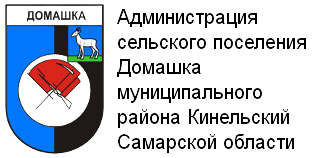 ДОМАШКА
Администрация
сельского поселения
Домашка
муниципального
района Кинельский
Самарской области